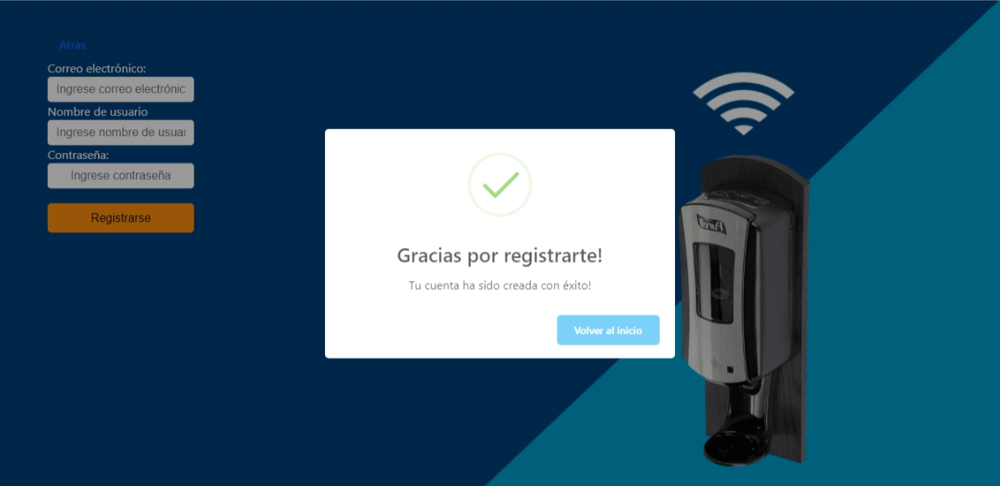 Atras
Correo electrónico:
Ingrese correo electrónic
Nombre de usuario
Ingrese nombre de usuai
Contraseña:
Ingrese contraseña
Registrarse
Gracias por registrarte!
Tu cuenta ha sido creada con éxito!
Volver al inicio
Purell